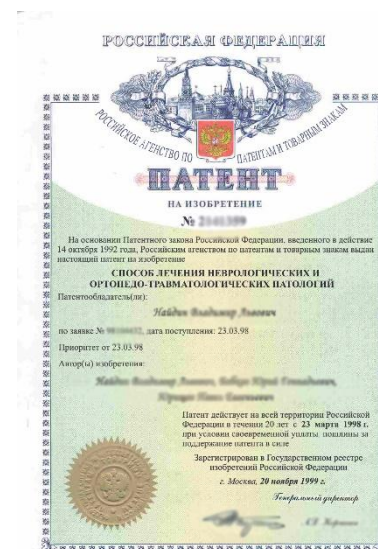 РОССИЙСКАЯ ФЕДЕРАЦИЯ
РОССИЙСКОЕ АГЕНТСТВО ПО ПАТЕНТАМ И ТОВАРНЫМ ЗНАКАМ
ПАТЕНТ
НА ИЗОБРЕТЕНИЕ
№
На основании Патентного закона Российской Федерации, введенного в действие
14 октября 1992 года, Российским агентством по патентам и товарным знакам выдан
настоящий патент на изобретение
СПОСОБ ЛЕЧЕНИЯ НЕВРОЛОГИЧЕСКИХ И
ОРТОПЕДО-ТРАВМАТОЛОГИЧЕСКИХ ПАТОЛОГИЙ
Патентообладатель(ли):
по заявке № дата поступления: 23.03.98
Приоритет от 23.03.98
Автор(ы) изобретения:
Патент действует на всей территории Российской
Федерации в течение 20 лет с 23 марта 1998 г.
при условии своевременной уплаты пошлины за
поддержание патента в силе
Зарегистрирован в Государственном реестре
изобретений Российской Федерации
г. Москва, 20 ноября 1999 г.
Генеральный директор